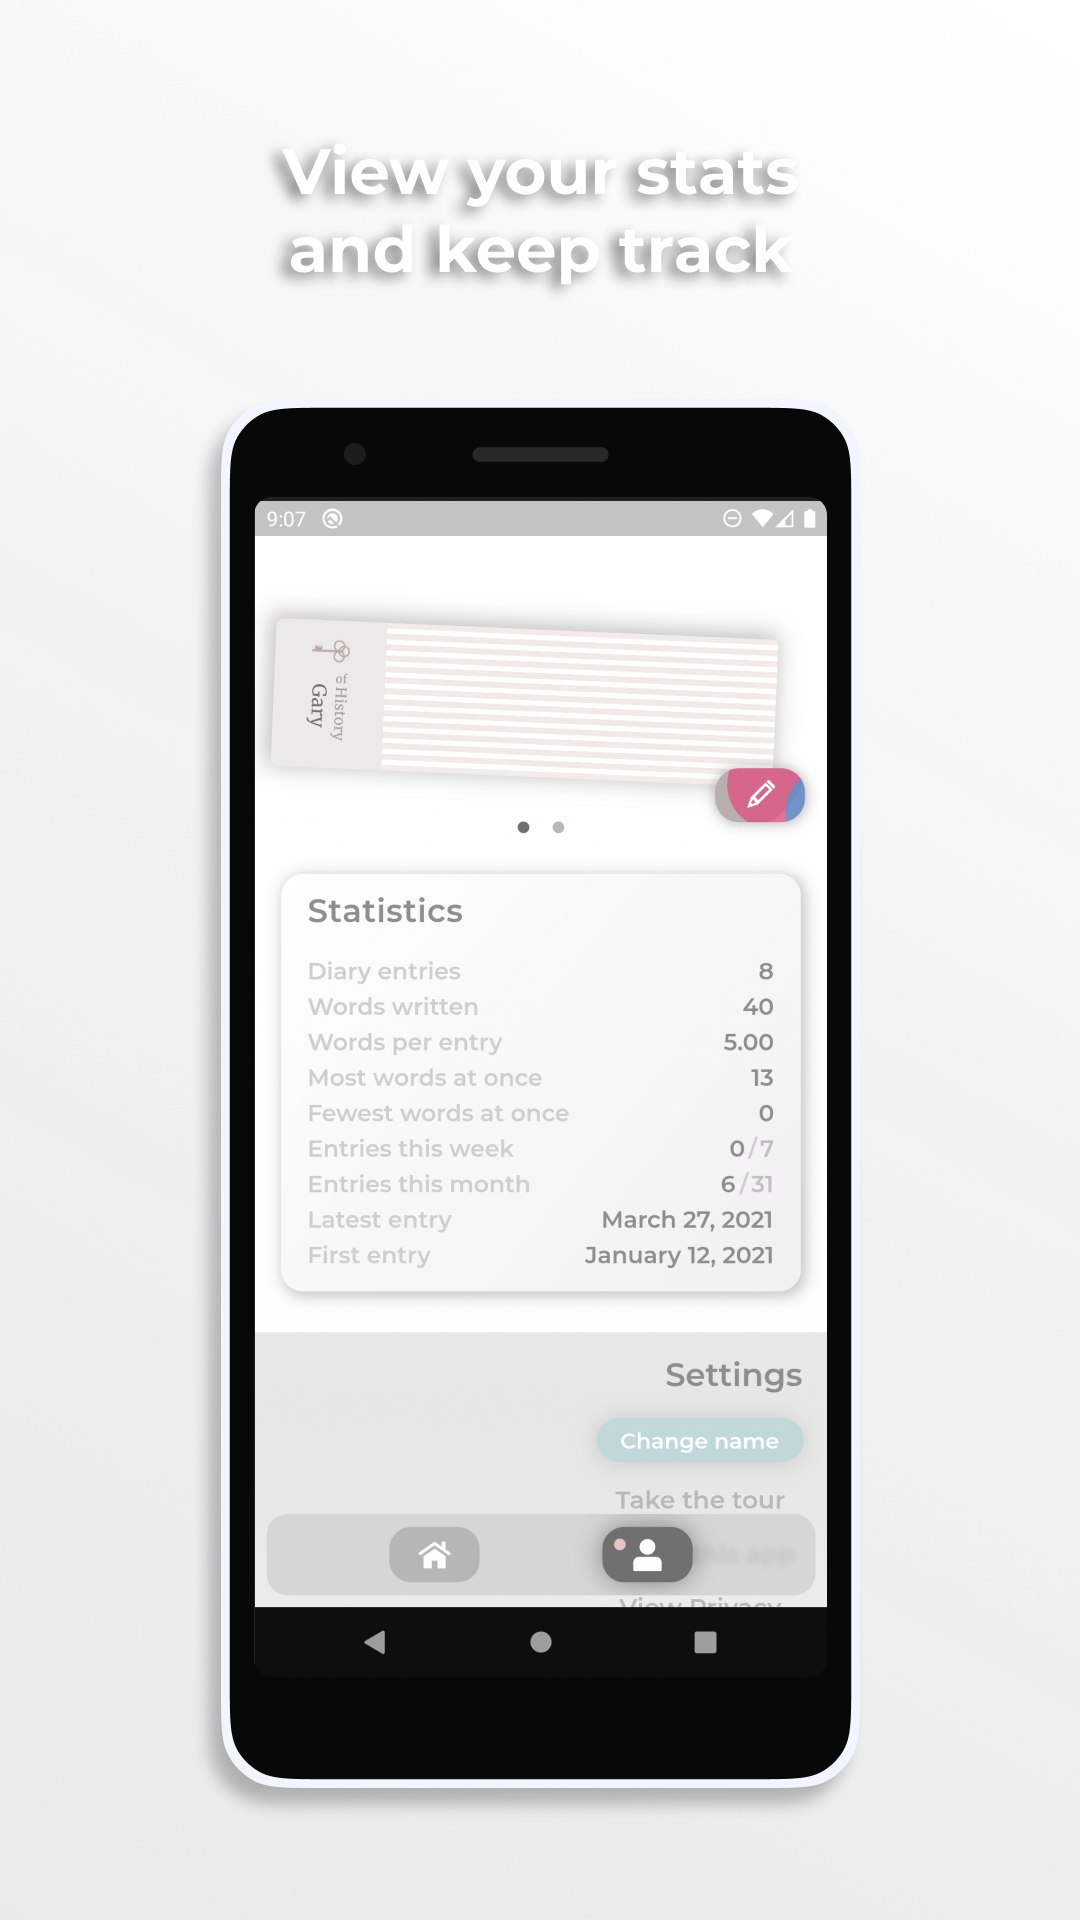 View your stats
and keep track
9:07
of History
Gary
Statistics
Diary entries 8
Words written 40
Words per entry 5.00
Most words at once 13
Fewest words at once 0
Entries this week 0/7
Entries this month 6/31
Latest entry March 27, 2021
First entry January 12, 2021
Settings
Change name
Take the tour
this app
View Privacy